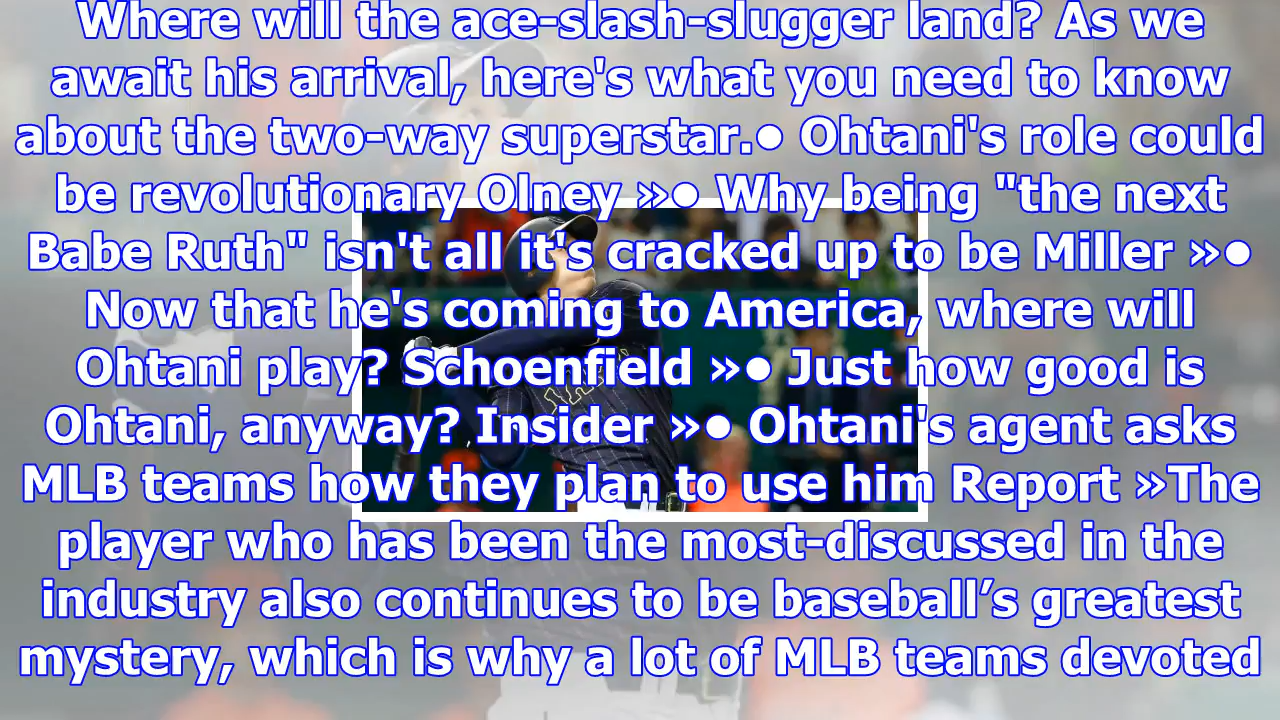 Where will the ace-slash-slugger land? As we
await his arrival, here's what you need to know
about the two-way superstar.● Ohtani's role could
be revolutionary Olney »● Why being "the next
Babe Ruth" isn't all it's cracked up to be Miller »●
Now that he's coming to America, where will
Ohtani play? Schoenfield »● Just how good is
Ohtani, anyway? Insider »● Ohtani's agent asks
MLB teams how they plan to use him Report »The
player who has been the most-discussed in the
industry also continues to be baseball’s greatest
mystery, which is why a lot of MLB teams devoted